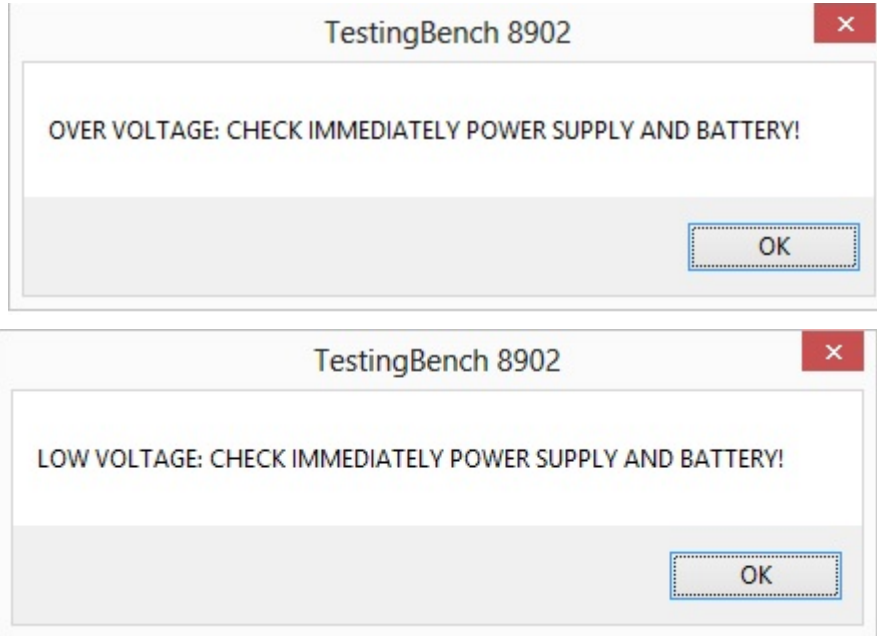 TestingBench 8902
OVER VOLTAGE: CHECK IMMEDIATELY POWER SUPPLY AND BATTERY!
OK
TestingBench 8902
LOW VOLTAGE: CHECK IMMEDIATELY POWER SUPPLY AND BATTERY!
OK